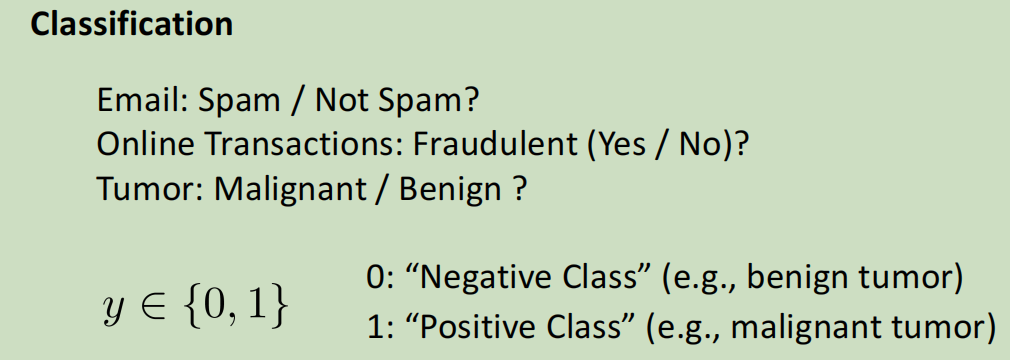 Classification
Email: Spam / Not Spam?
Online Transactions: Fraudulent (Yes / No)?
Tumor: Malignant / Benign ?
y ∈ {0, 1}
0: “Negative Class” (e.g., benign tumor)
1: “Positive Class” (e.g., malignant tumor)